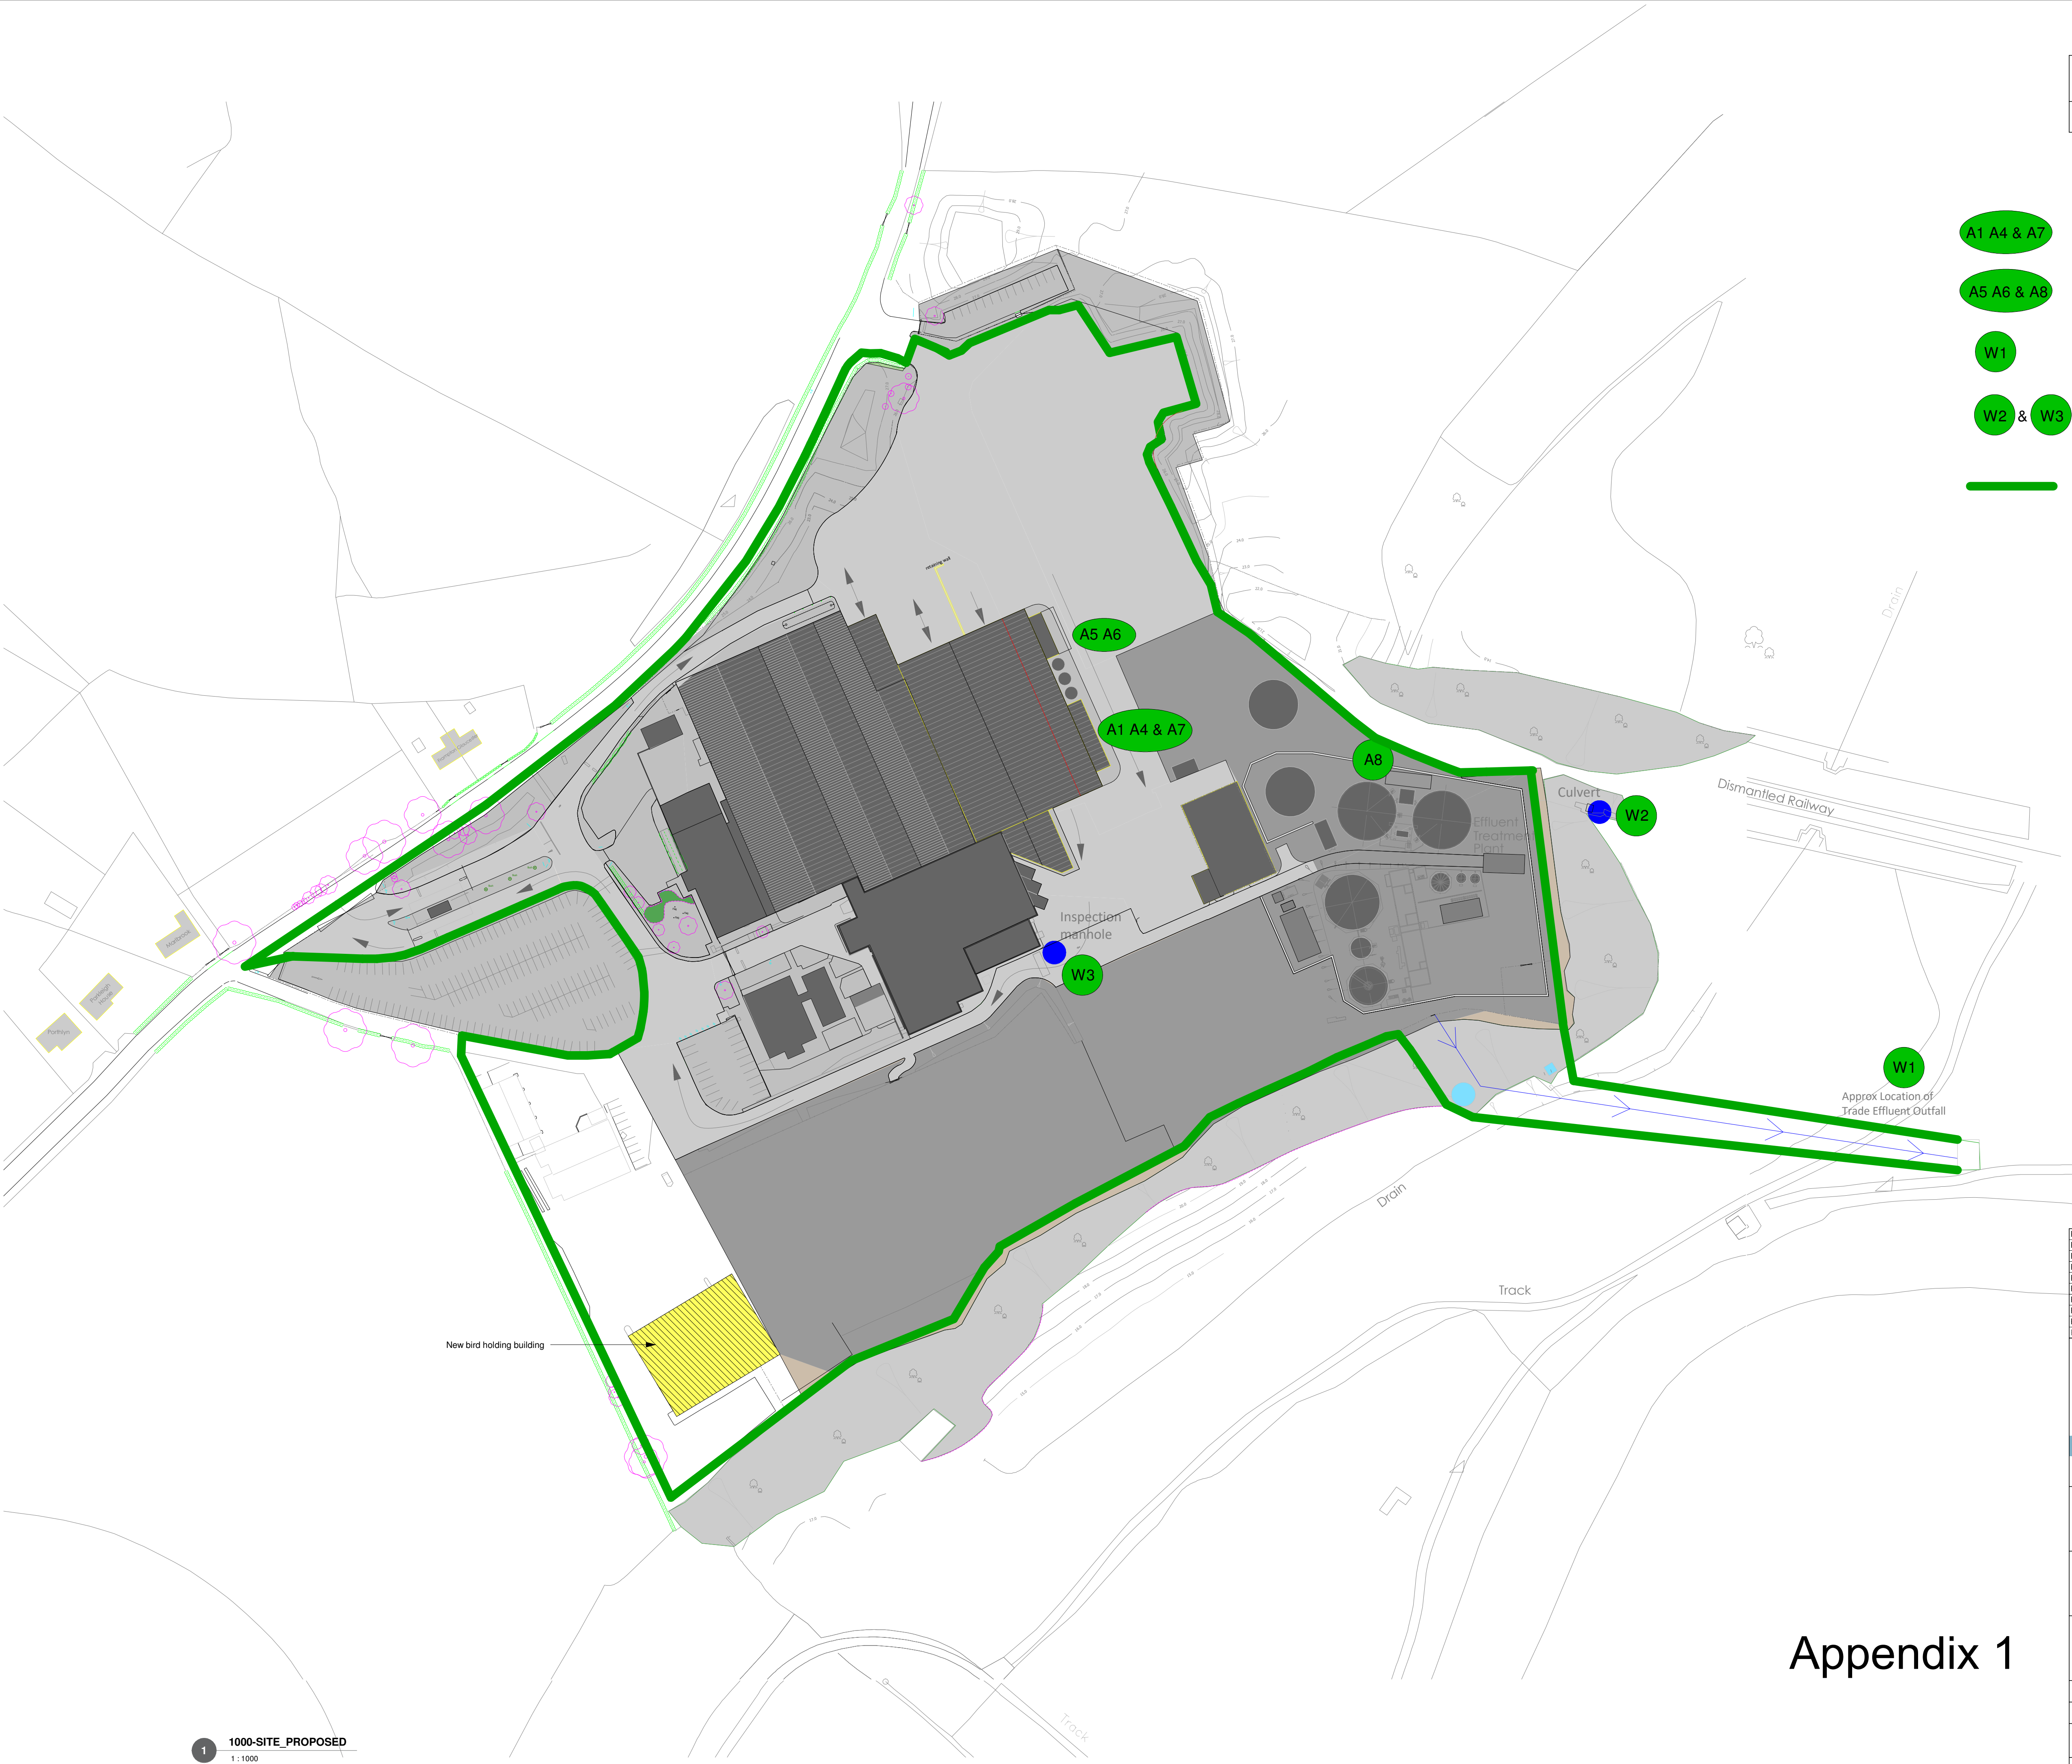 A1 A4 & A7
A5 A6 & A8
W1
W2 & W3
retaining wall
A5 A6
A1 A4 & A7
A8
Culvert
W2
Effluent
Treatment
Plant
Dismantled Railway
Drain
Inspection
manhole
W3
W1
Approx Location of
Trade Effluent Outfall
Drain
Track
New bird holding building
Appendix 1
Track
1
1000-SITE_PROPOSED
1 : 1000